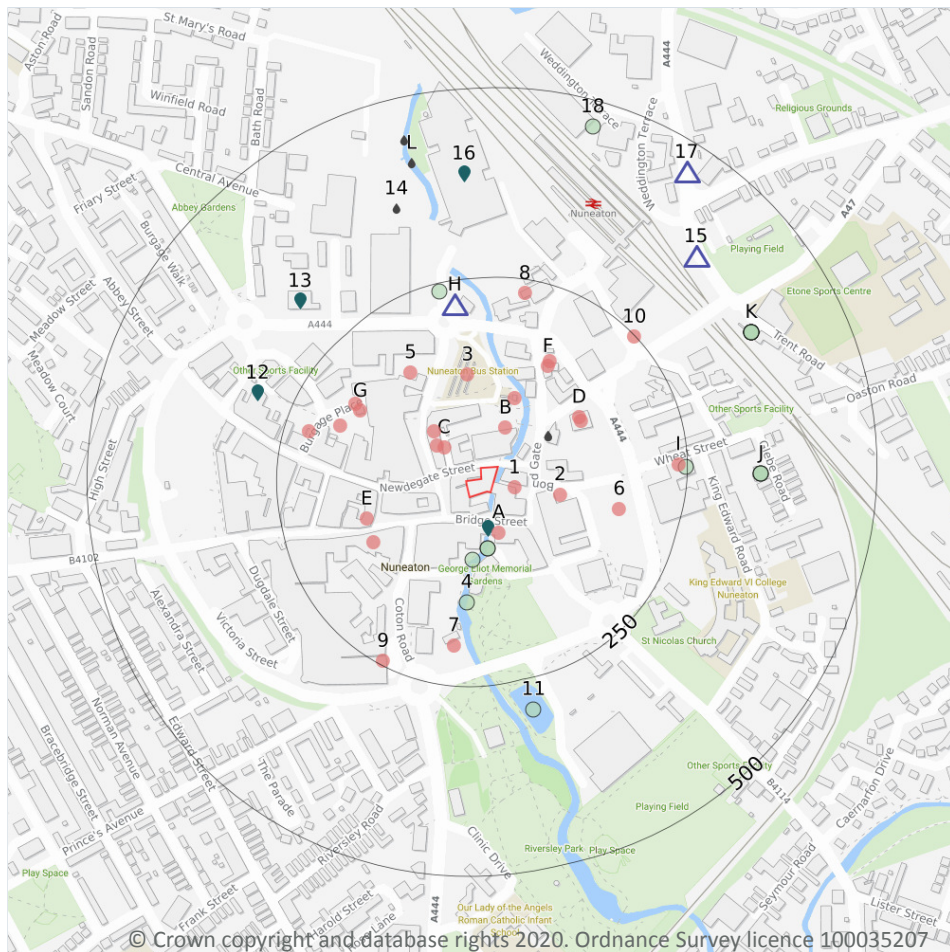 St Mary's Road
Aston Road
Sandon Road
Bath Road
Winfield Road
Weddington Terrace
A444
Religious Grounds
18
L
16
17
Central Avenue
Friary Street
Abbey Gardens
14
Weddington Terrace
A47
Nuneaton
15
Playing Field
Burgage Walk
Abbey Street
Etone Sports Centre
Meadow Street
13
H
8
A444
10
K
Trent Road
Meadow Court
5
3
F
Other Sports Facility
12
Nuneaton Bus Station
Oaston Road
G
B
D
Burgage Place
A444
Other Sports Facility
High Street
C
Wheat Street
I
J
Glebe Road
Newdegate Street
1
2
Bond Gate
6
E
A
Bridge Street
King Edward Road
B4102
Nuneaton
George Eliot Memorial
Gardens
4
King Edward VI College
Nuneaton
Dugdale Street
Alexandra Street
Victoria Street
Coton Road
7
9
250
St Nicolas Church
11
Norman Avenue
Edward Street
Bracebridge Street
The Parade
500
Other Sports Facility
B4114
Caernarfon Drive
Playing Field
Prince's Avenue
Riversley Road
Clinic Drive
Riversley Park
Play Space
Play Space
Seymour Road
Frank Street
Harold Street
A444
Our Lady of the Angels
Roman Catholic Infant
School
Lister Street
© Crown copyright and database rights 2020. Ordnance Survey licence 100035207